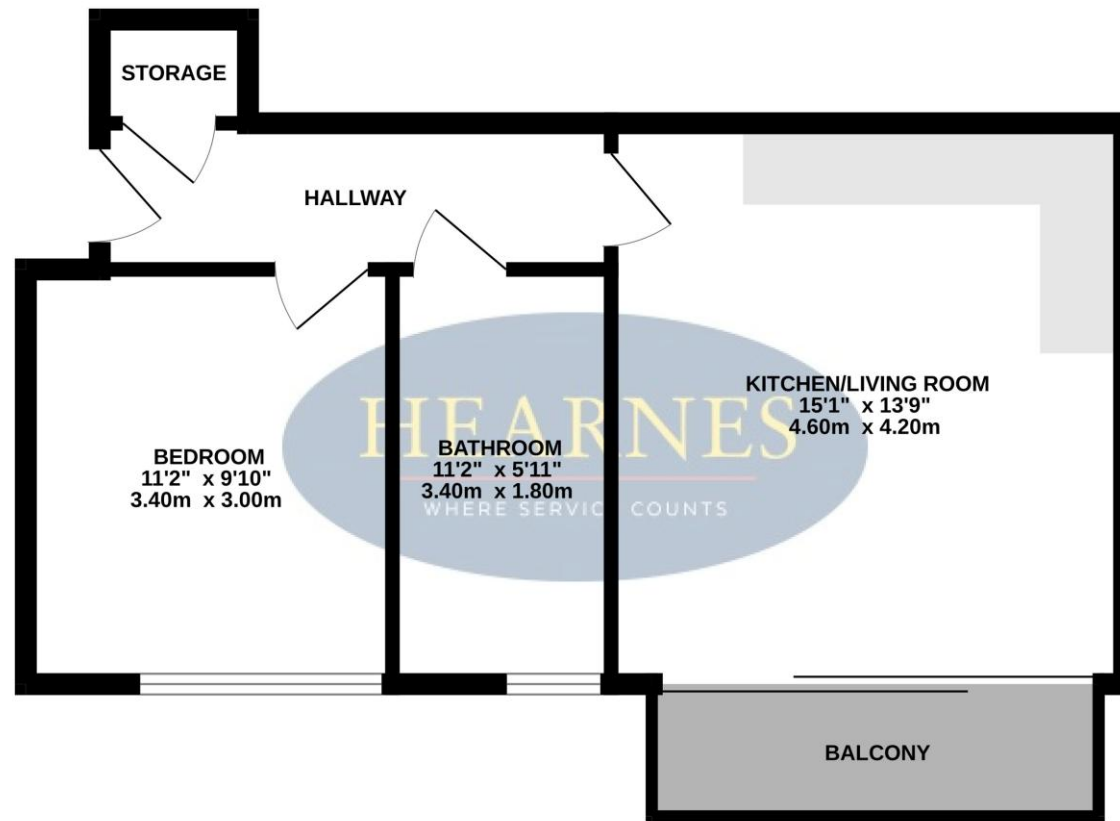 STORAGE
HALLWAY
KITCHEN/LIVING ROOM
15'1" x 13'9"
4.60m x 4.20m
HEARNES
BEDROOM
11'2" x 9'10"
3.40m x 3.00m
BATHROOM
11'2" x 5'11"
3.40m x 1.80m
WHERE SERVICE COUNTS
BALCONY